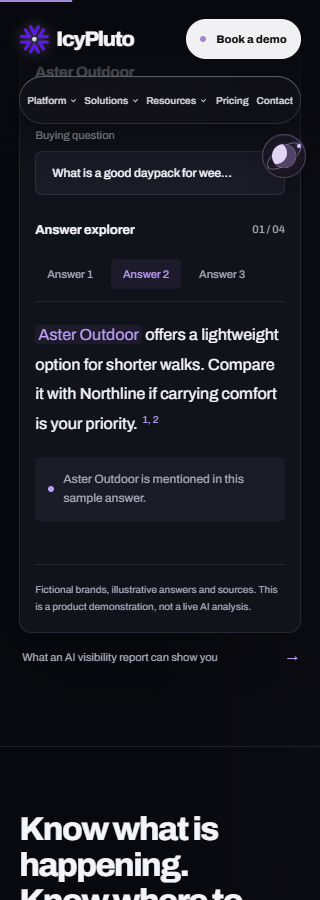 IcyPluto
Book a demo
Aster Outdoor
Platform
Solutions
Resources
Pricing
Contact
Buying question
What is a good daypack for wee...
Answer explorer
01 / 04
Answer 1
Answer 2
Answer 3
Aster Outdoor offers a lightweight
option for shorter walks. Compare
it with Northline if carrying comfort
is your priority. 1, 2
Aster Outdoor is mentioned in this
sample answer.
Fictional brands, illustrative answers and sources. This
is a product demonstration, not a live AI analysis.
What an AI visibility report can show you →
Know what is
happening.
Know where to